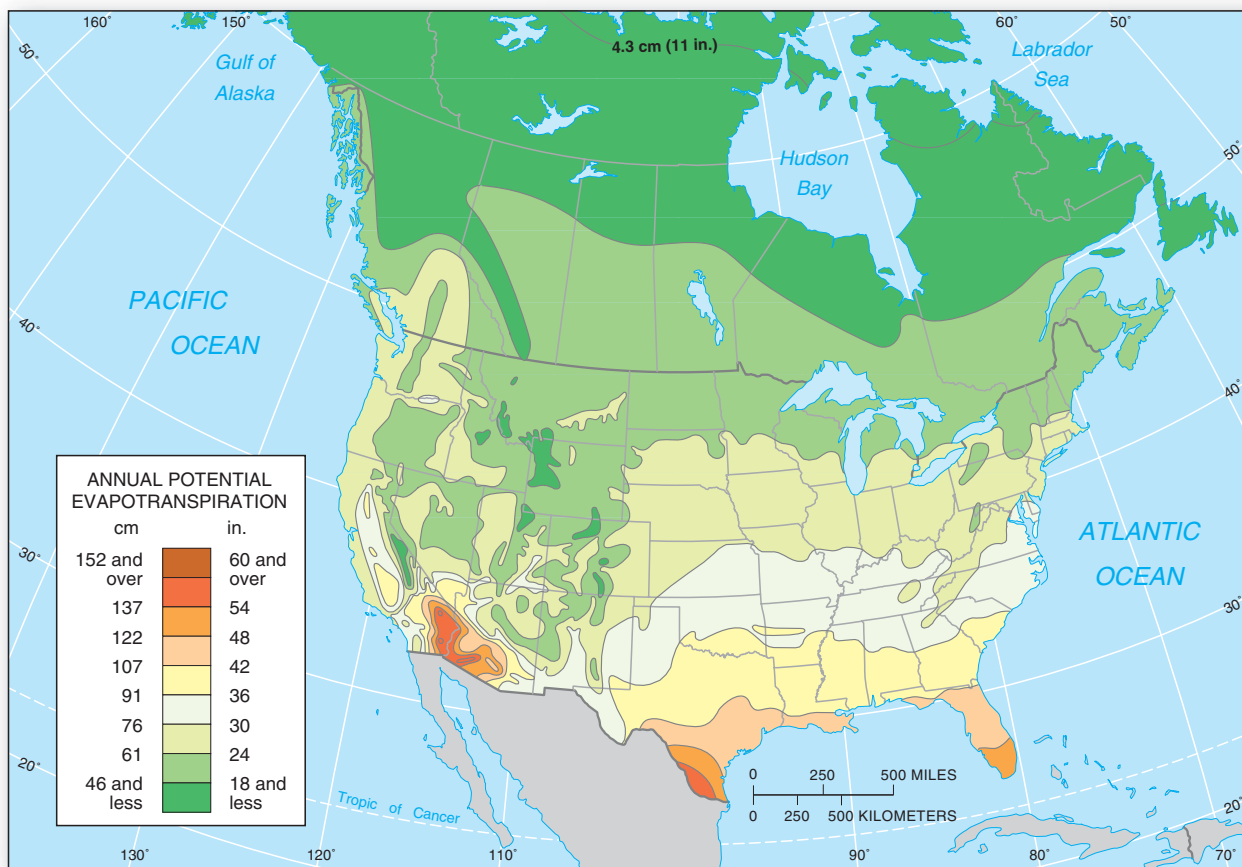 160°
150°
4.3 cm (11 in.)
60°
50°
50°
Gulf of
Alaska
Labrador
Sea
Hudson
Bay
50°
PACIFIC
OCEAN
40°
40°
ANNUAL POTENTIAL
EVAPOTRANSPIRATION
cm in.
152 and
over
60 and
over
137 54
122 48
107 42
91 36
76 30
61 24
46 and
less
18 and
less
30°
ATLANTIC
OCEAN
30°
20°
Tropic of Cancer
0 250 500 MILES
0 250 500 KILOMETERS
20°
130°
120°
110°
90°
80°
70°